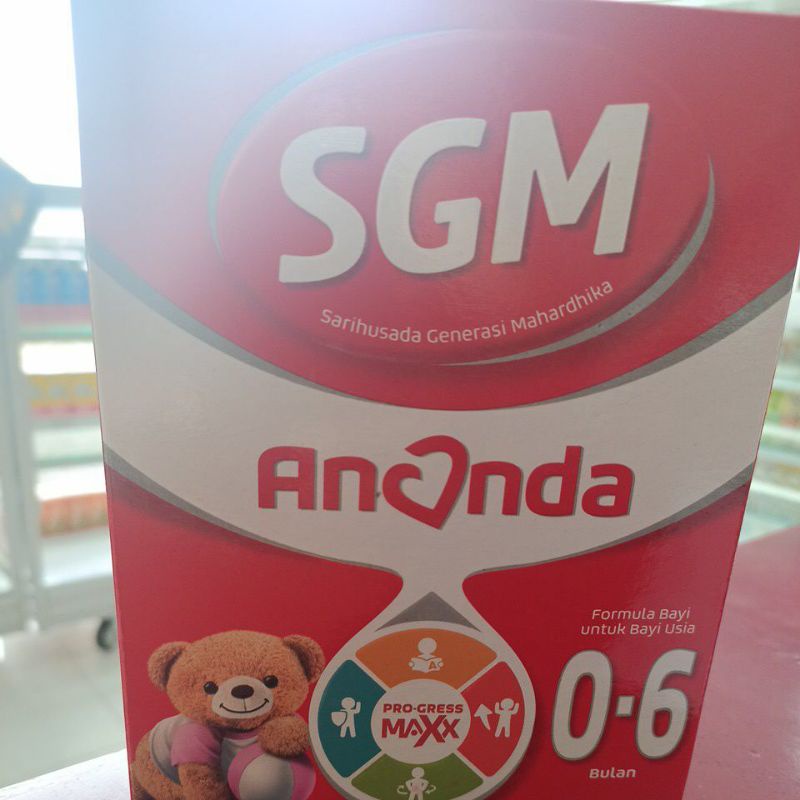 SGM
Sarihusada Generasi Mahardhika
Ananda
Formula Bayi
untuk Bayi Usia
0-6
Bulan
PRO-GRESS
MAXX